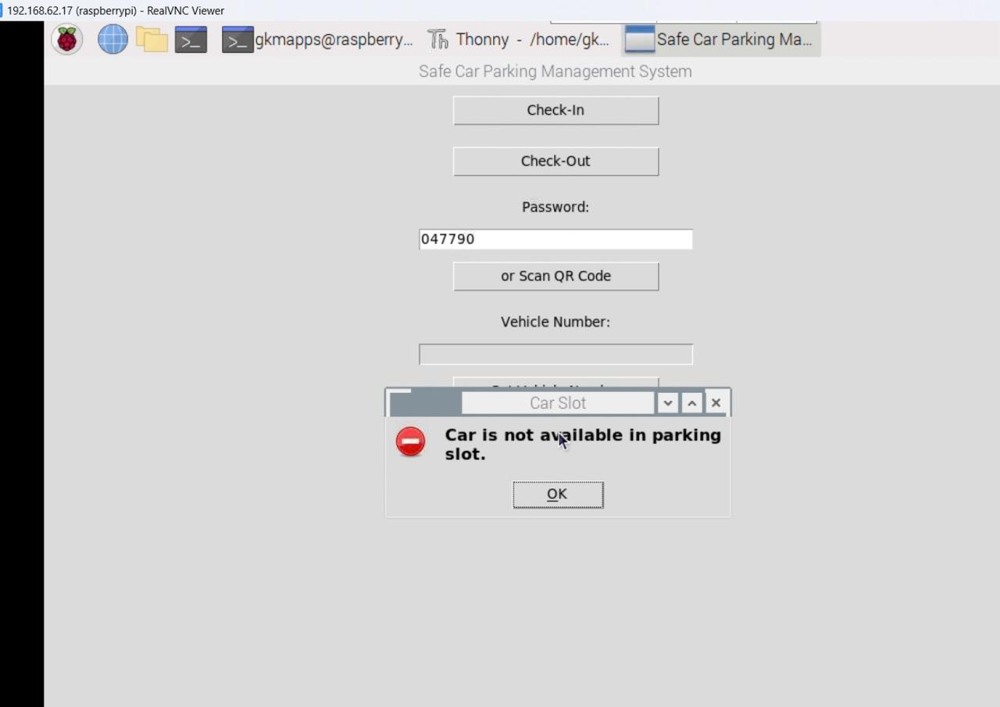 192.168.62.17 (raspberrypi) - RealVNC Viewer
gkmapps@raspberry...
Thonny - /home/gk...
Safe Car Parking Ma...
Safe Car Parking Management System
Check-In
Check-Out
Password:
047790
or Scan QR Code
Vehicle Number:
Car Slot
Car is not available in parking
slot.
OK